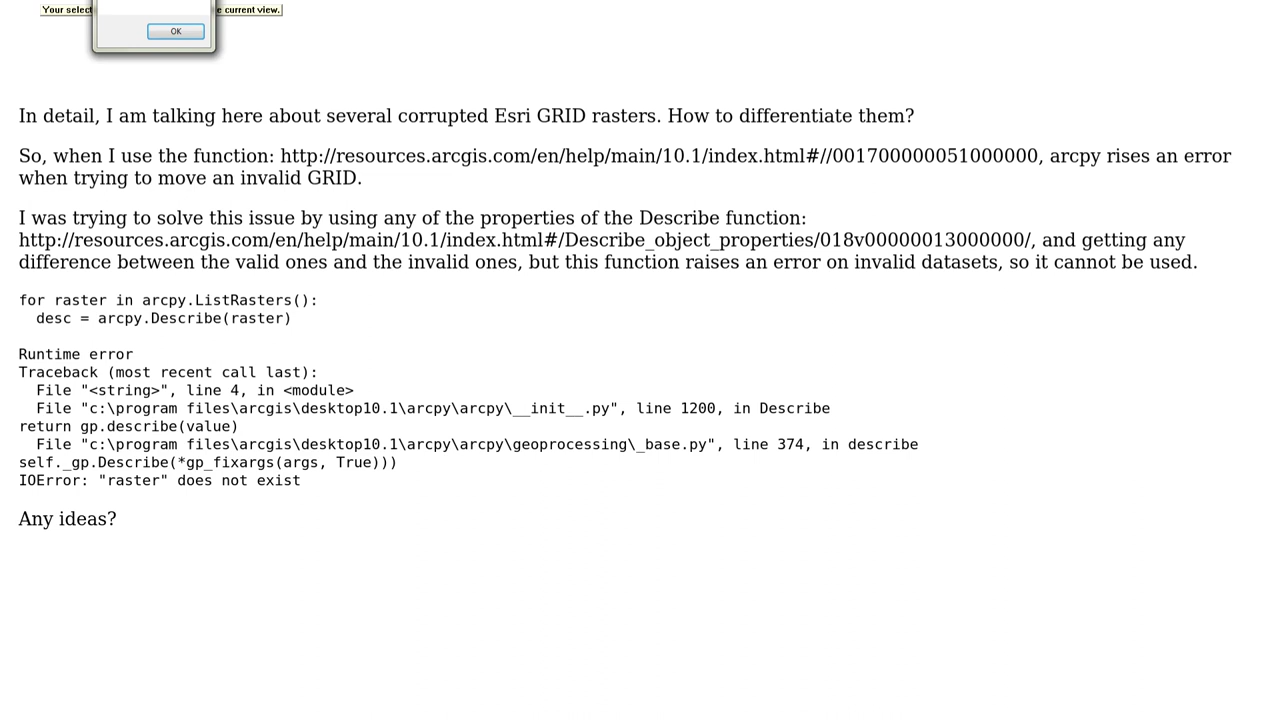 Your select
e current view.
OK
In detail, I am talking here about several corrupted Esri GRID rasters. How to differentiate them?
So, when I use the function: http://resources.arcgis.com/en/help/main/10.1/index.html#//001700000051000000, arcpy rises an error
when trying to move an invalid GRID.
I was trying to solve this issue by using any of the properties of the Describe function:
http://resources.arcgis.com/en/help/main/10.1/index.html#/Describe_object_properties/018v00000013000000/, and getting any
difference between the valid ones and the invalid ones, but this function raises an error on invalid datasets, so it cannot be used.
for raster in arcpy.ListRasters():
  desc = arcpy.Describe(raster)
Runtime error
Traceback (most recent call last):
  File "<string>", line 4, in <module>
  File "c:\program files\arcgis\desktop10.1\arcpy\arcpy\__init__.py", line 1200, in Describe
return gp.describe(value)
  File "c:\program files\arcgis\desktop10.1\arcpy\arcpy\geoprocessing\_base.py", line 374, in describe
self._gp.Describe(*gp_fixargs(args, True)))
IOError: "raster" does not exist
Any ideas?